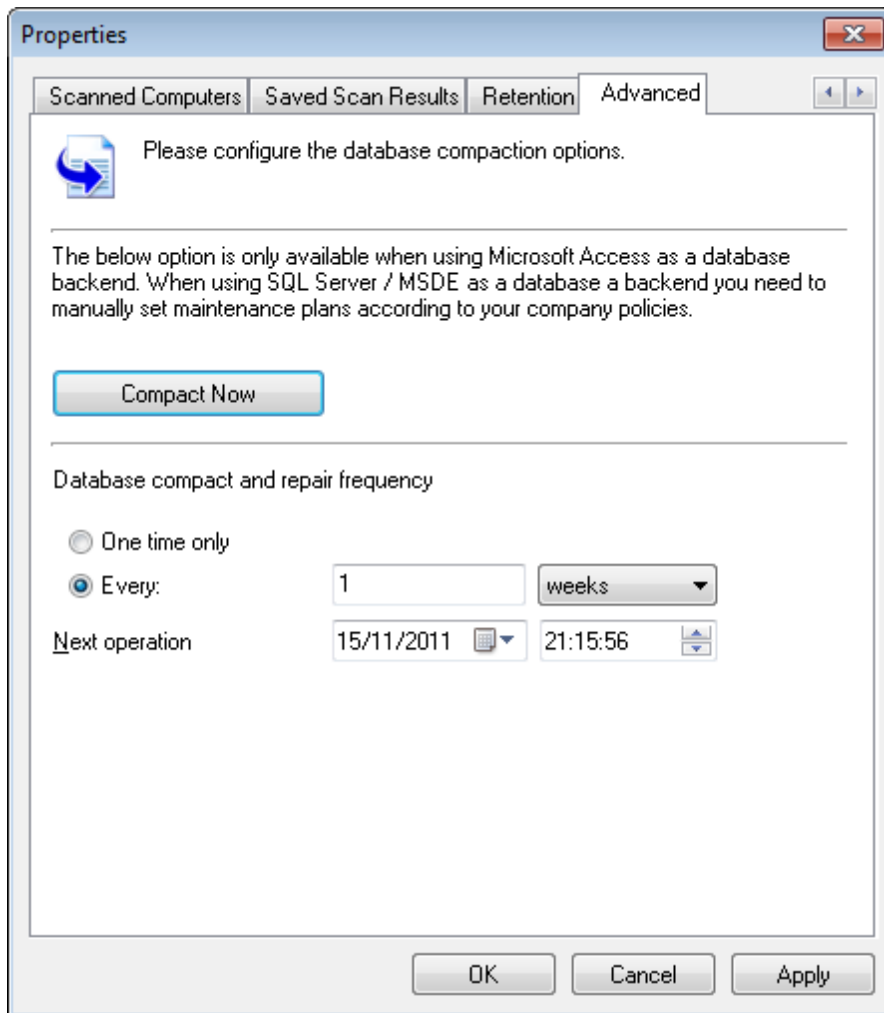 Properties
Scanned Computers Saved Scan Results Retention Advanced
Please configure the database compaction options.
The below option is only available when using Microsoft Access as a database
backend. When using SQL Server / MSDE as a database a backend you need to
manually set maintenance plans according to your company policies.
Compact Now
Database compact and repair frequency
One time only
Every: 1 weeks
Next operation 15/11/2011 21:15:56
OK Cancel Apply